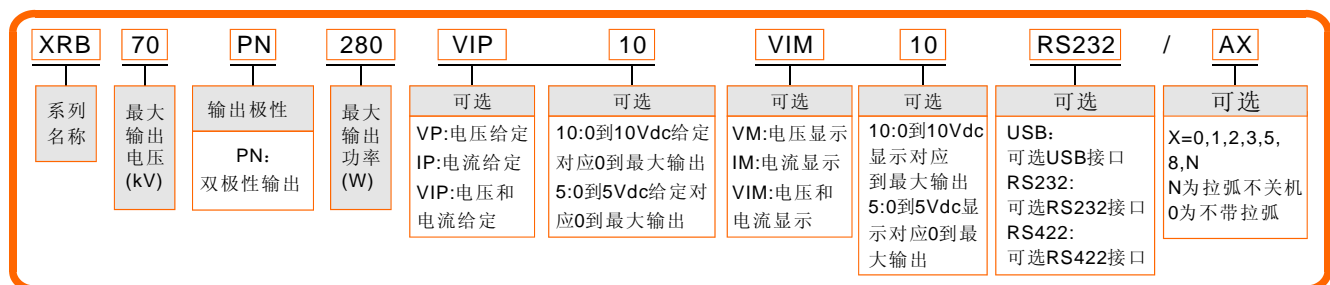 XRB 70 PN 280 VIP 10 VIM 10 RS232 / AX
系列
名称
最大
输出
电压
(kV)
输出极性
PN：
双极性输出
最大
输出
功率
(W)
可选
VP:电压给定
IP:电流给定
VIP:电压和
电流给定
可选
10:0到10Vdc给定
对应0到最大输出
5:0到5Vdc给定对
应0到最大输出
可选
VM:电压显示
IM:电流显示
VIM:电压和
电流显示
可选
10:0到10Vdc
显示对应
到最大输出
5:0到5Vdc显
示对应0到最
大输出
可选
USB：
可选USB接口
RS232:
可选RS232接口
RS422:
可选RS422接口
可选
X=0,1,2,3,5,
8,N
N为拉弧不关机
0为不带拉弧